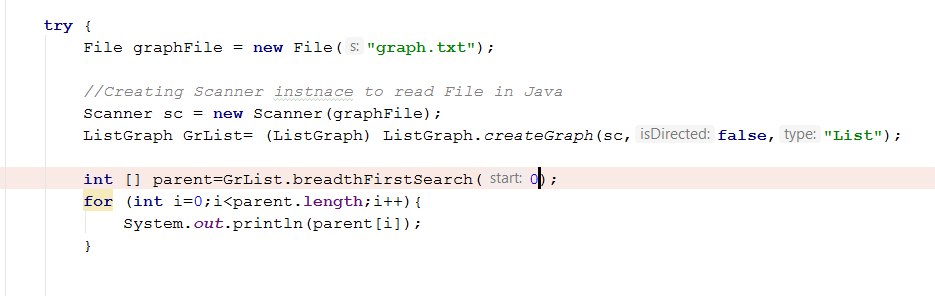 try {
File graphFile = new File( s: "graph.txt");
//Creating Scanner instnace to read File in Java
Scanner sc = new Scanner(graphFile);
ListGraph GrList= (ListGraph) ListGraph.createGraph(sc, isDirected: false, type: "List");
int [] parent=GrList.breadthFirstSearch( start: 0);
for (int i=0;i<parent.length;i++){
System.out.println(parent[i]);
}